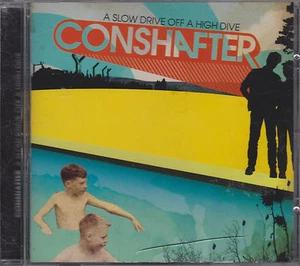 A SLOW DRIVE OFF A HIGH DIVE
CONSHAFTER